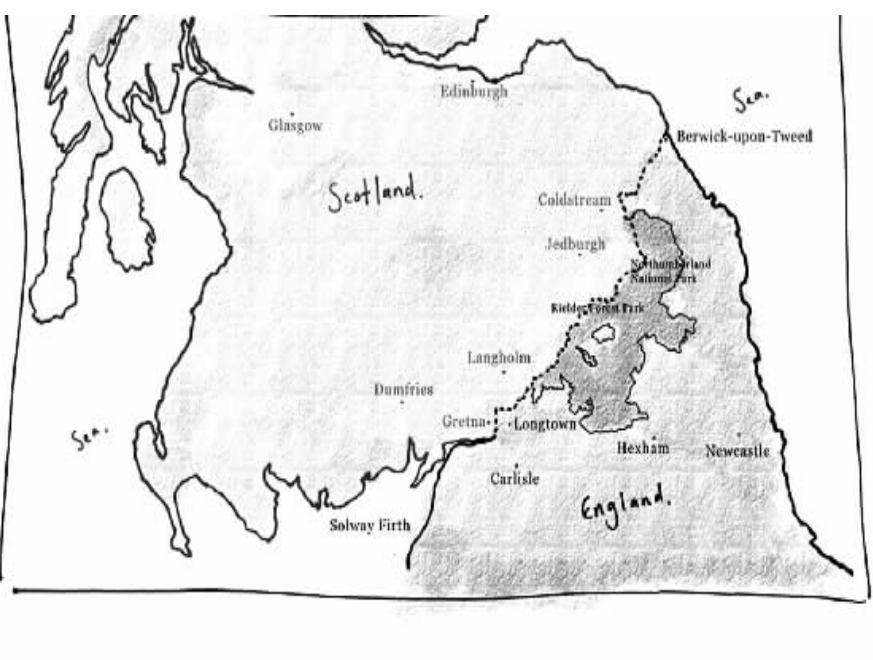 Edinburgh
Sea.
Glasgow
Berwick-upon-Tweed
Scotland.
Coldstream
Jedburgh
Northumberland
National Park
Kielder Forest Park
Langholm
Dumfries
Gretna
Longtown
Sea.
Hexham
Newcastle
Carlisle
England.
Solway Firth